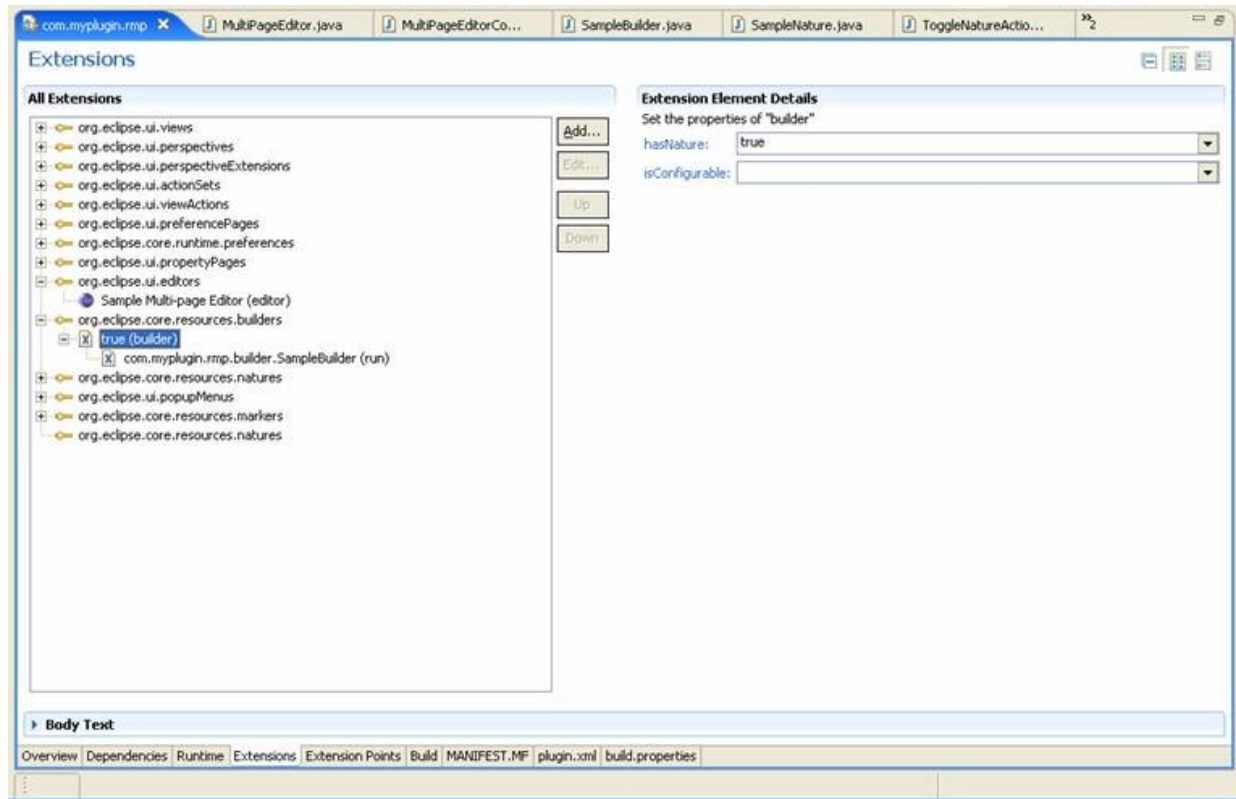 com.myplugin.rmp MultiPageEditor.java MultiPageEditorCo... SampleBuilder.java SampleNature.java ToggleNatureActio... »2
Extensions
All Extensions
Extension Element Details
Set the properties of "builder"
hasNature: true
isConfigurable:
org.eclipse.ui.views
org.eclipse.ui.perspectives
org.eclipse.ui.perspectiveExtensions
org.eclipse.ui.actionSets
org.eclipse.ui.viewActions
org.eclipse.ui.preferencePages
org.eclipse.core.runtime.preferences
org.eclipse.ui.propertyPages
org.eclipse.ui.editors
Sample Multi-page Editor (editor)
org.eclipse.core.resources.builders
true (builder)
com.myplugin.rmp.builder.SampleBuilder (run)
org.eclipse.core.resources.natures
org.eclipse.ui.popupMenus
org.eclipse.core.resources.markers
org.eclipse.core.resources.natures
Add...
Edit...
Up
Down
Body Text
Overview Dependencies Runtime Extensions Extension Points Build MANIFEST.MF plugin.xml build.properties